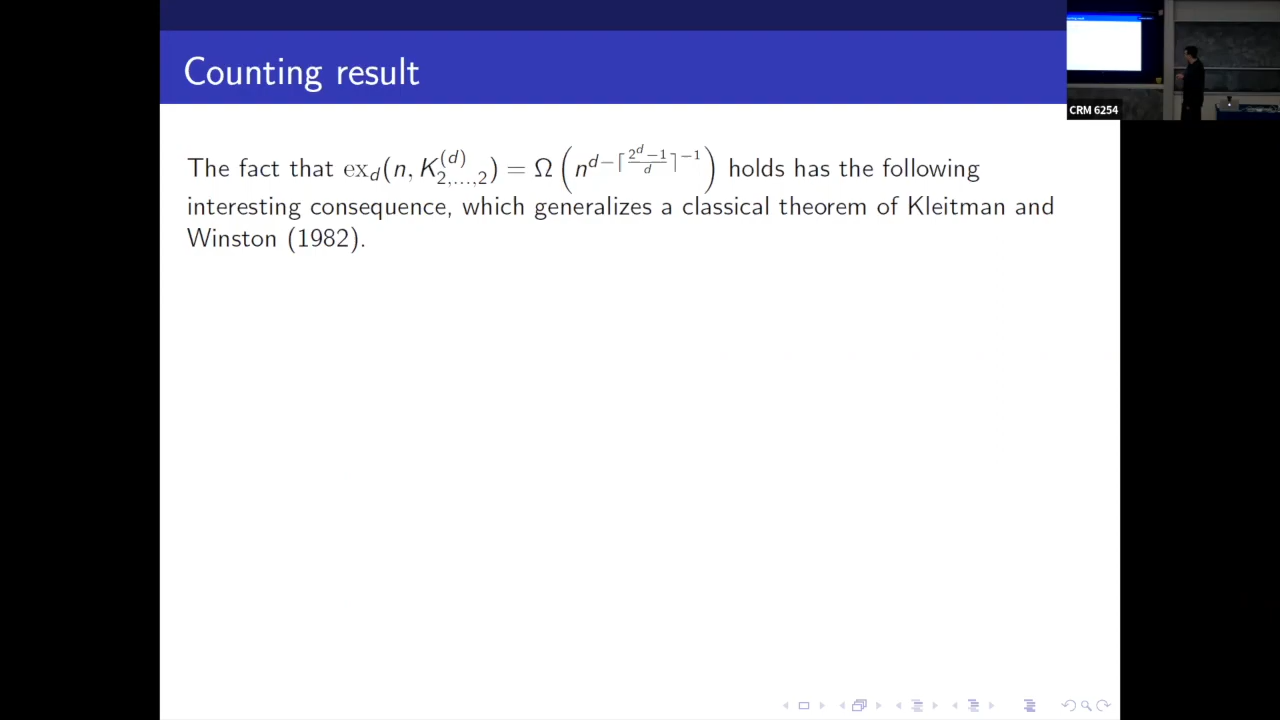 Counting result
CRM 6254
The fact that ex_d(n, K^{(d)}_{2,...,2}) = Ω(n^{d−⌈\frac{2^d−1}{d}⌉−1}) holds has the following
interesting consequence, which generalizes a classical theorem of Kleitman and
Winston (1982).